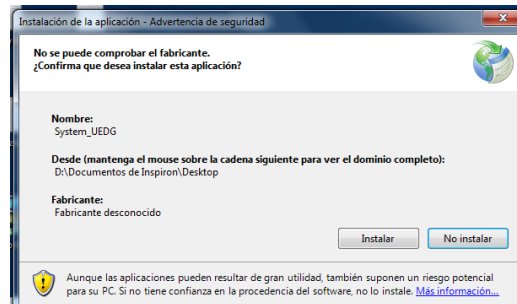 Instalación de la aplicación - Advertencia de seguridad
No se puede comprobar el fabricante.
¿Confirma que desea instalar esta aplicación?
Nombre:
System_UEDG
Desde (mantenga el mouse sobre la cadena siguiente para ver el dominio completo):
D:\Documentos de Inspiron\Desktop
Fabricante:
Fabricante desconocido
Instalar
No instalar
Aunque las aplicaciones pueden resultar de gran utilidad, también suponen un riesgo potencial
para su PC. Si no tiene confianza en la procedencia del software, no lo instale. Más información...